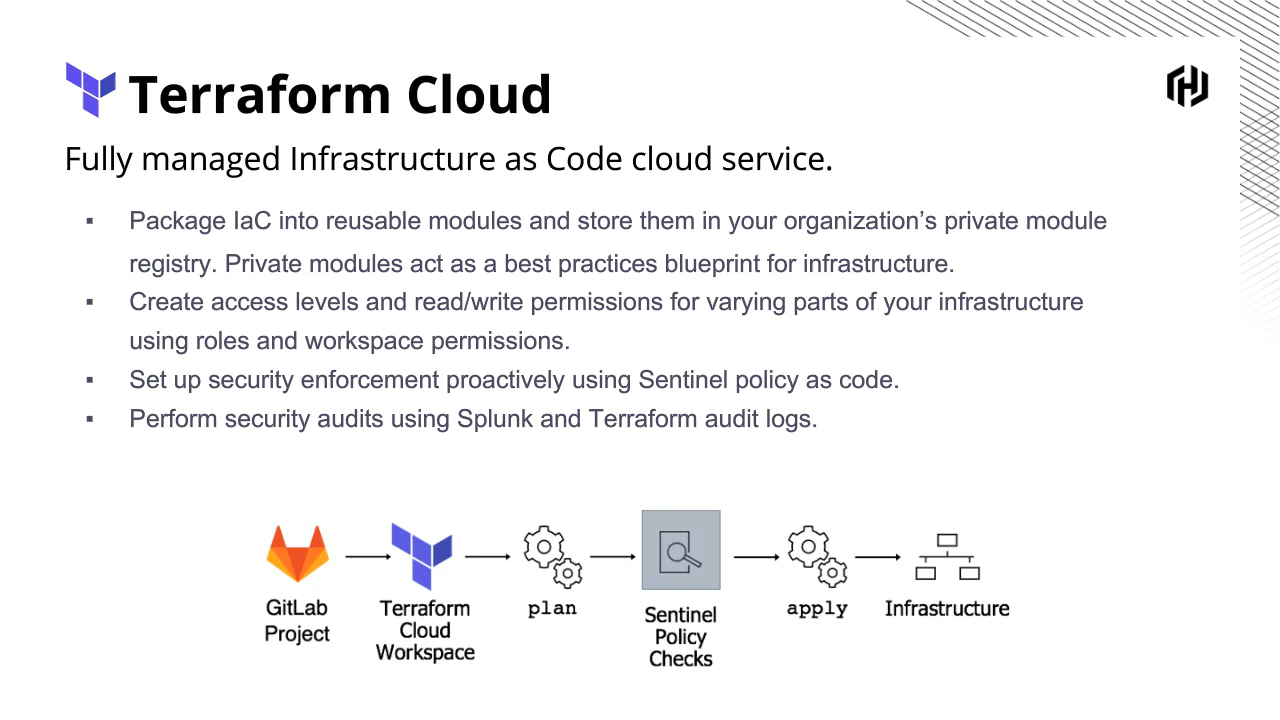 Terraform Cloud
Fully managed Infrastructure as Code cloud service.
▪ Package IaC into reusable modules and store them in your organization’s private module
registry. Private modules act as a best practices blueprint for infrastructure.
▪ Create access levels and read/write permissions for varying parts of your infrastructure
using roles and workspace permissions.
▪ Set up security enforcement proactively using Sentinel policy as code.
▪ Perform security audits using Splunk and Terraform audit logs.
GitLab
Project
Terraform
Cloud
Workspace
plan
Sentinel
Policy
Checks
apply
Infrastructure